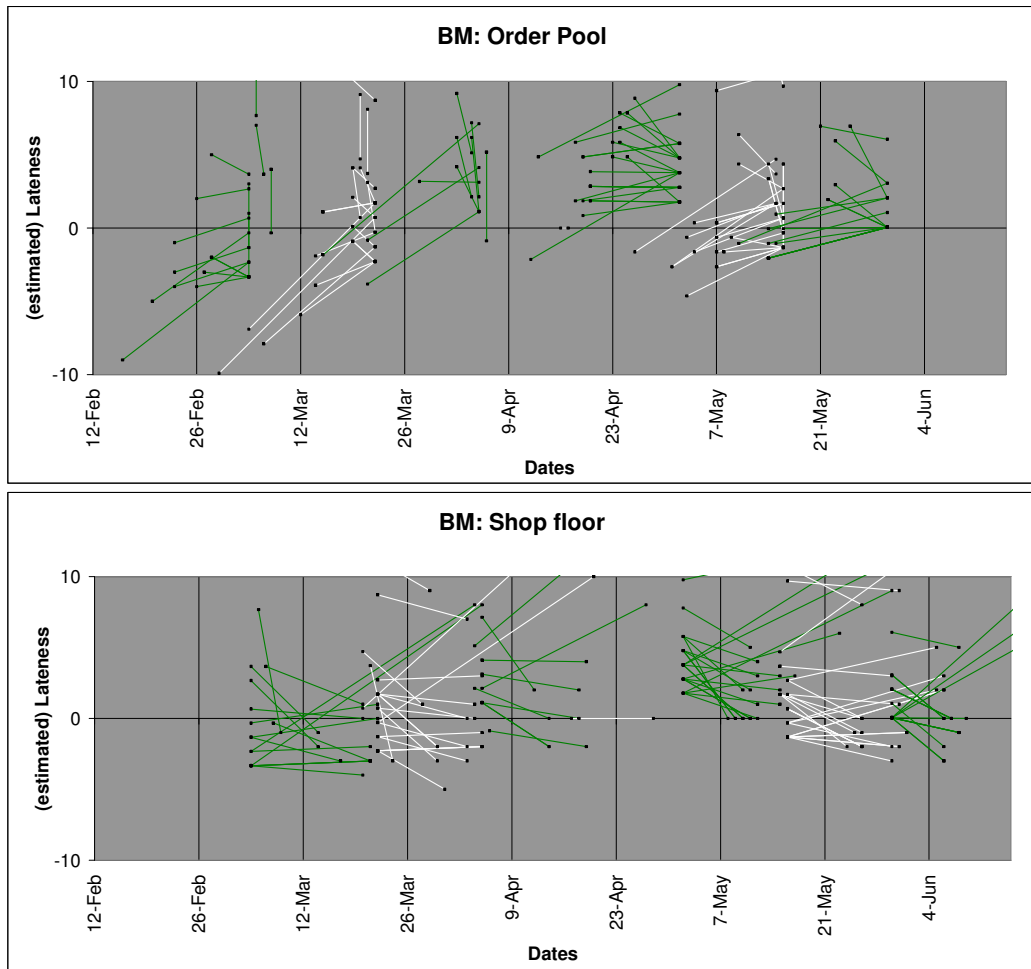 BM: Order Pool
10
0
-10
(estimated) Lateness
12-Feb
26-Feb
12-Mar
26-Mar
9-Apr
23-Apr
7-May
21-May
4-Jun
Dates
BM: Shop floor
10
0
-10
(estimated) Lateness
12-Feb
26-Feb
12-Mar
26-Mar
9-Apr
23-Apr
7-May
21-May
4-Jun
Dates